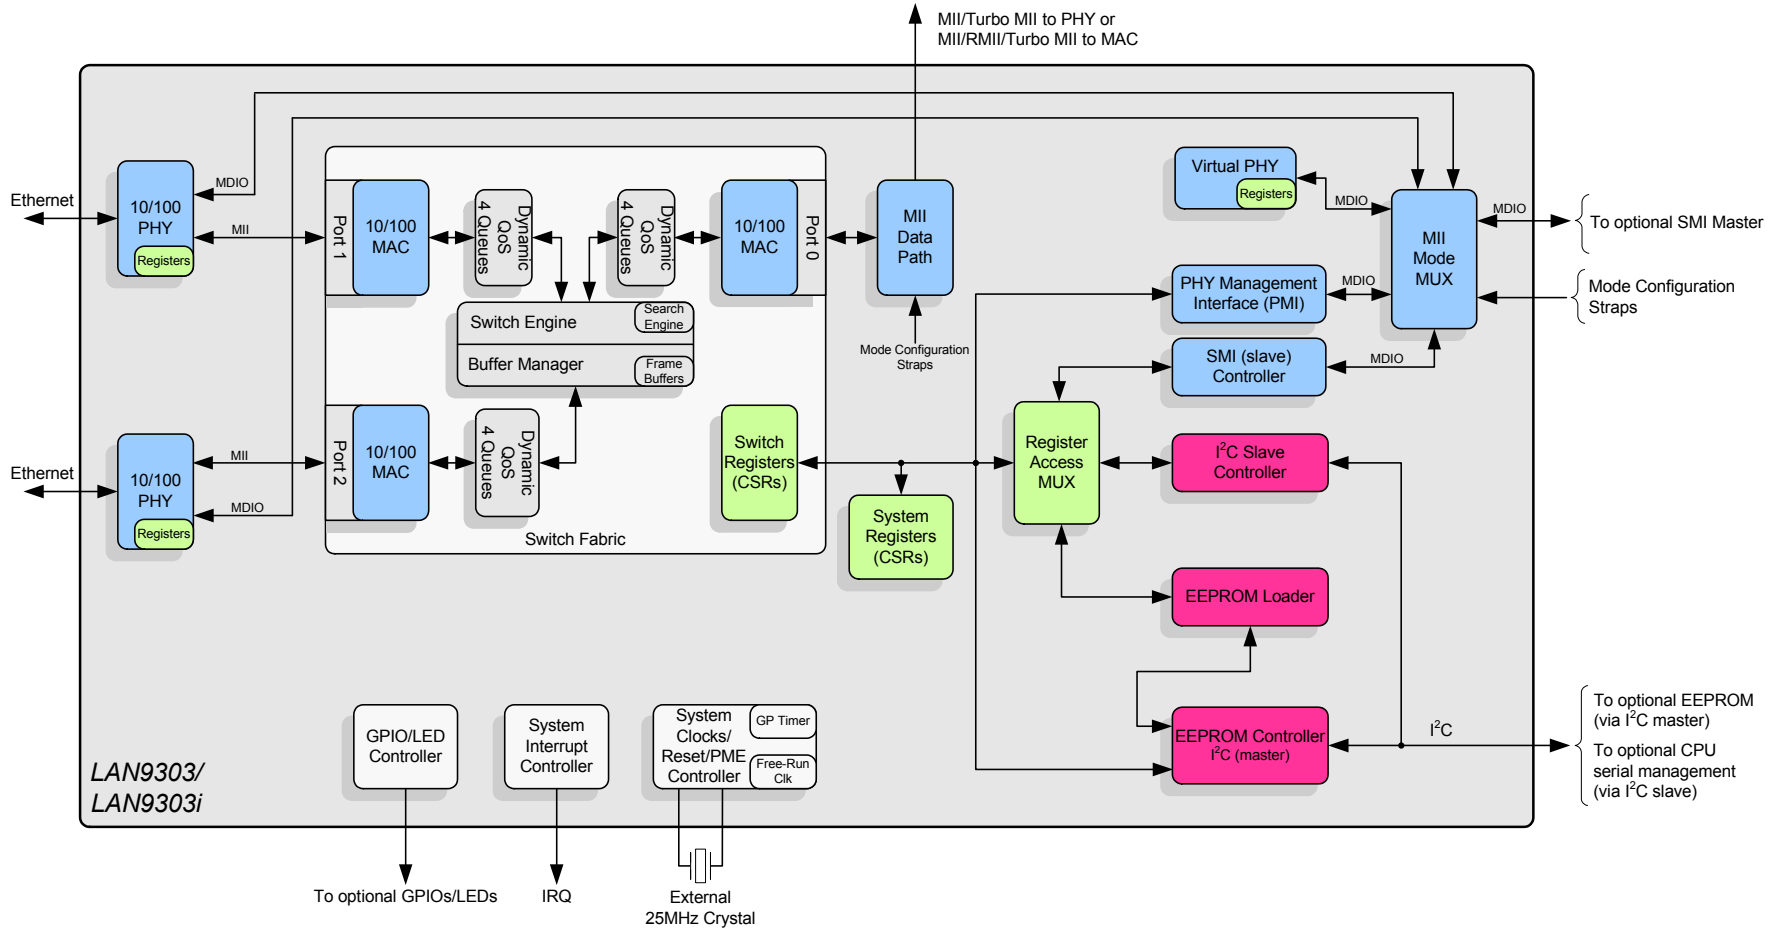 MII/Turbo MII to PHY or
MII/RMII/Turbo MII to MAC
Ethernet
10/100
PHY
Registers
MDIO
MII
Port 1
10/100
MAC
Dynamic
QoS
4 Queues
Dynamic
QoS
4 Queues
10/100
MAC
Port 0
MII
Data
Path
Mode Configuration
Straps
Virtual PHY
Registers
MDIO
MII
Mode
MUX
MDIO
To optional SMI Master
Mode Configuration
Straps
PHY Management
Interface (PMI)
MDIO
SMI (slave)
Controller
MDIO
Switch Engine
Search
Engine
Buffer Manager
Frame
Buffers
Ethernet
10/100
PHY
Registers
MII
MDIO
Port 2
10/100
MAC
Dynamic
QoS
4 Queues
Switch
Registers
(CSRs)
Switch Fabric
System
Registers
(CSRs)
Register
Access
MUX
I²C Slave
Controller
EEPROM Loader
EEPROM Controller
I²C (master)
I²C
To optional EEPROM
(via I²C master)
To optional CPU
serial management
(via I²C slave)
GPIO/LED
Controller
System
Interrupt
Controller
System
Clocks/
Reset/PME
Controller
GP Timer
Free-Run
Clk
LAN9303/
LAN9303i
To optional GPIOs/LEDs
IRQ
External
25MHz Crystal